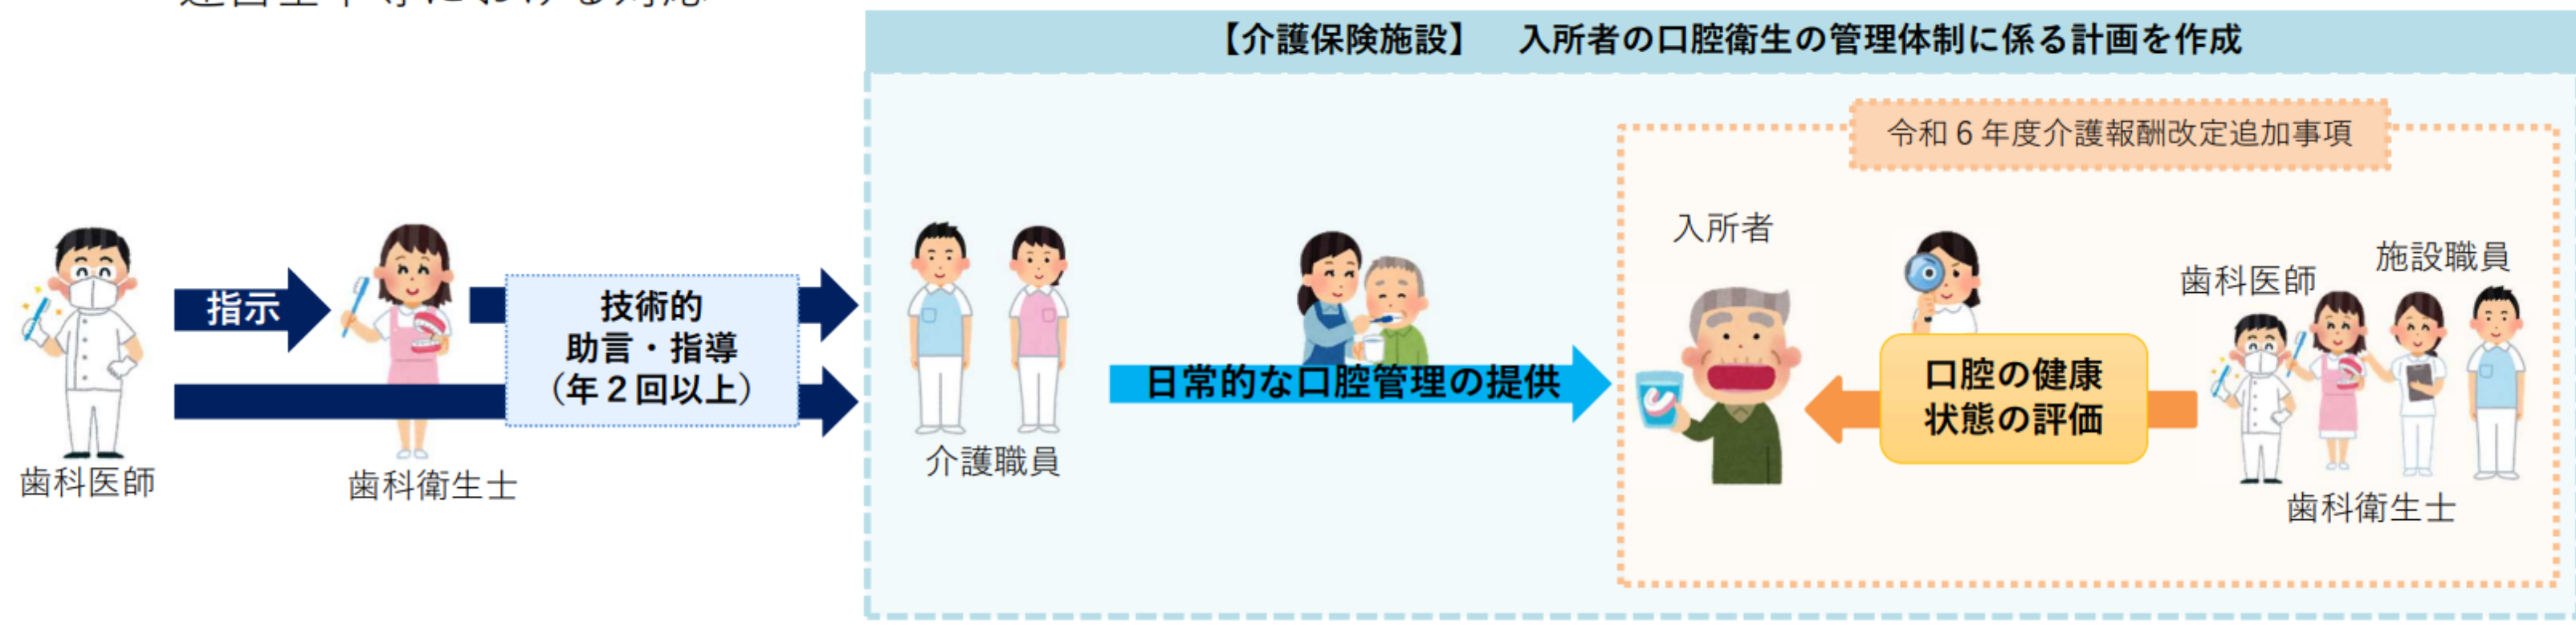 【介護保険施設】 入所者の口腔衛生の管理体制に係る計画を作成
令和６年度介護報酬改定追加事項
指示
技術的
助言・指導
（年２回以上）
歯科医師
歯科衛生士
介護職員
日常的な口腔管理の提供
入所者
口腔の健康
状態の評価
歯科医師
施設職員
歯科衛生士